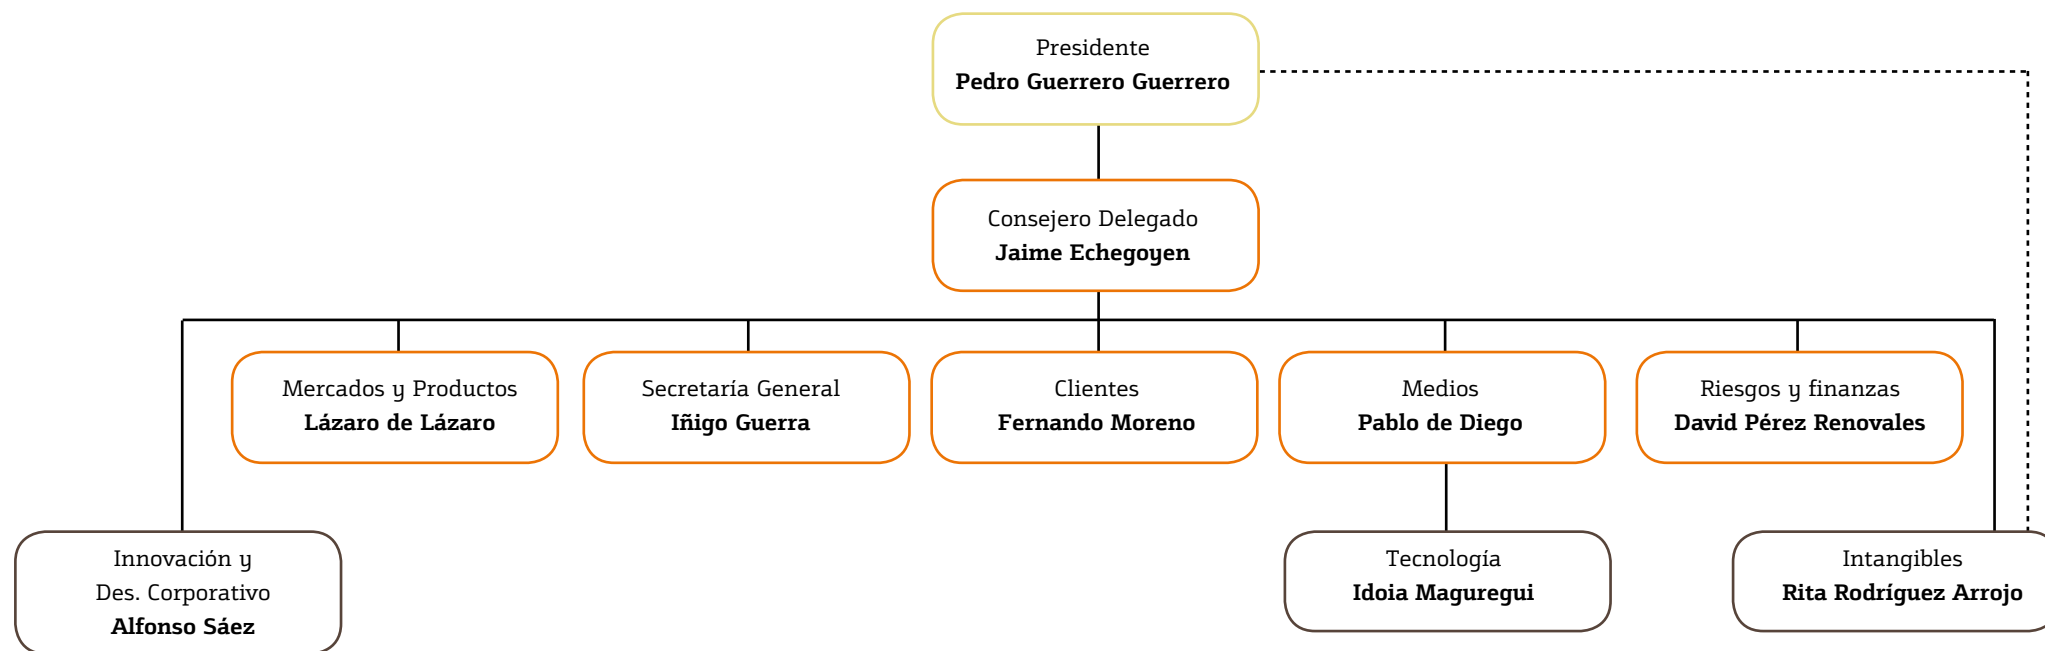 Presidente
Pedro Guerrero Guerrero
Consejero Delegado
Jaime Echegoyen
Mercados y Productos
Lázaro de Lázaro
Secretaría General
Iñigo Guerra
Clientes
Fernando Moreno
Medios
Pablo de Diego
Riesgos y finanzas
David Pérez Renovales
Innovación y
Des. Corporativo
Alfonso Sáez
Tecnología
Idoia Maguregui
Intangibles
Rita Rodríguez Arrojo